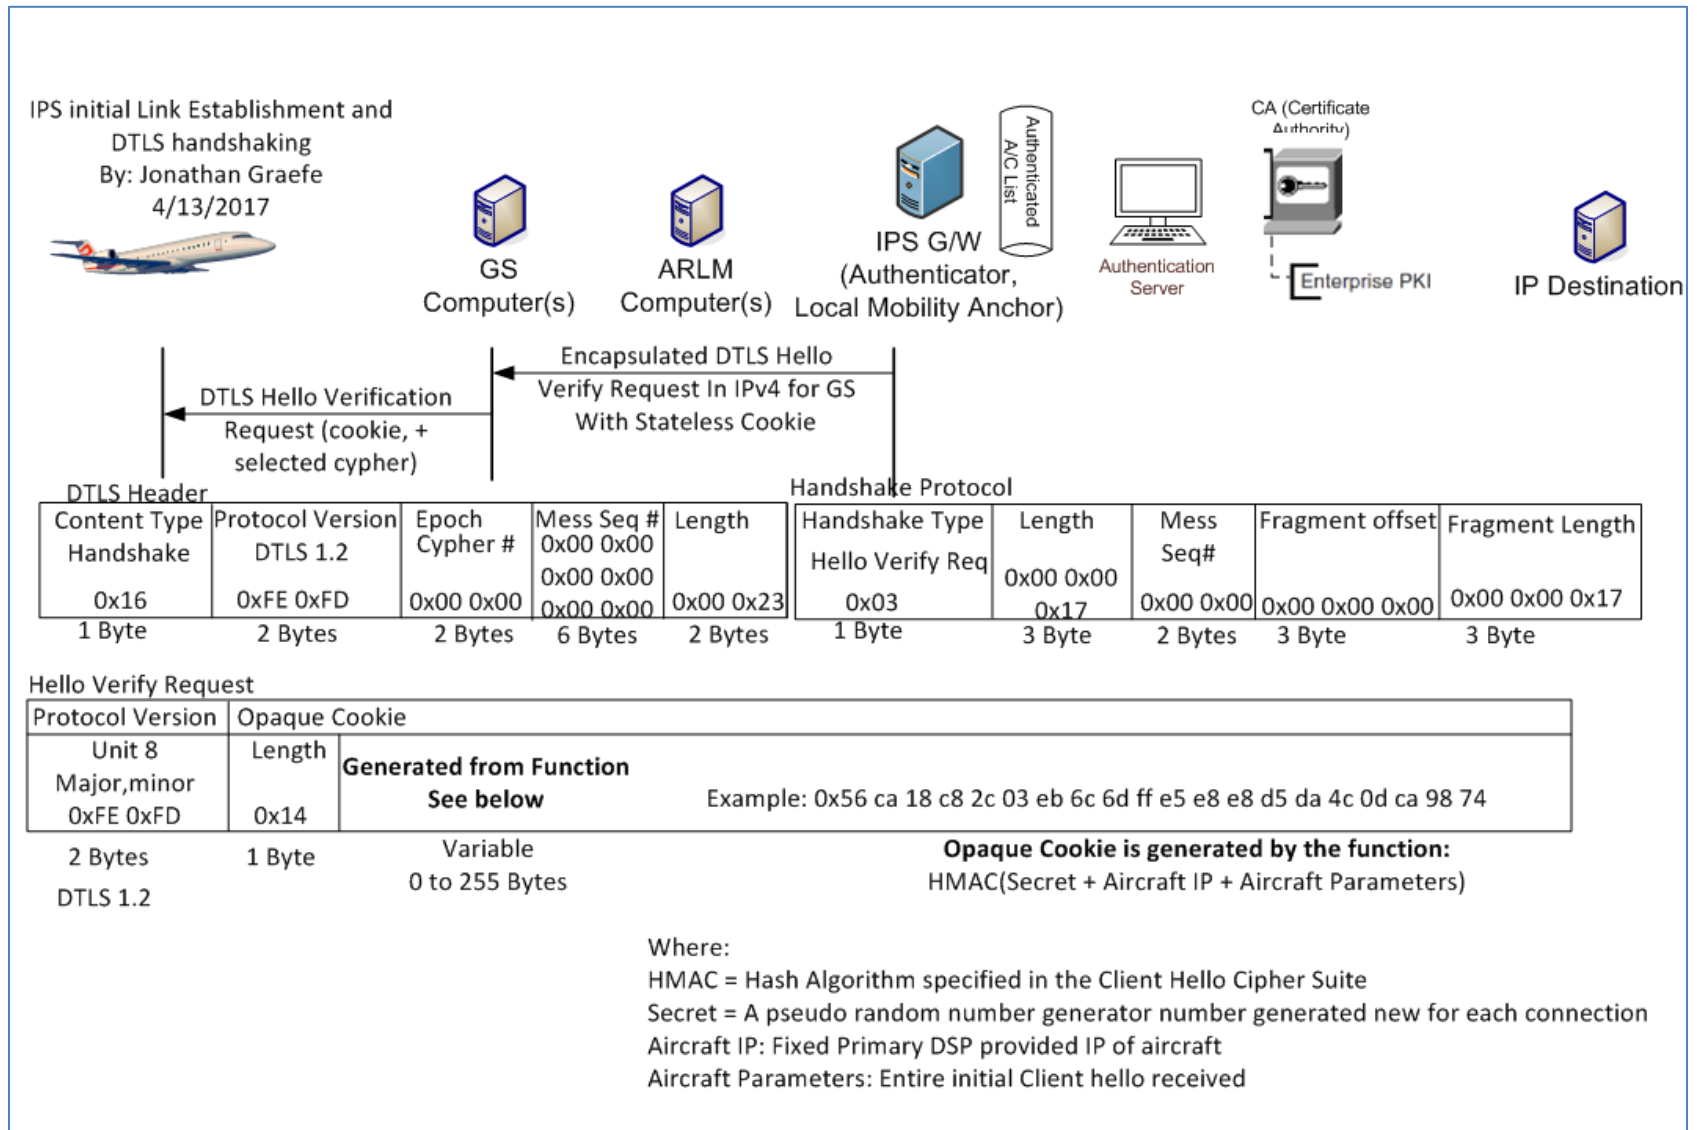 IPS initial Link Establishment and
DTLS handshaking
By: Jonathan Graefe
4/13/2017
GS
Computer(s)
ARLM
Computer(s)
IPS G/W
(Authenticator,
Local Mobility Anchor)
Authenticated
A/C List
Authentication
Server
CA (Certificate
Authority)
Enterprise PKI
IP Destination
Encapsulated DTLS Hello
Verify Request In IPv4 for GS
With Stateless Cookie
DTLS Hello Verification
Request (cookie, +
selected cypher)
DTLS Header
Content Type
Handshake
0x16
1 Byte
Protocol Version
DTLS 1.2
0xFE 0xFD
2 Bytes
Epoch
Cypher #
0x00 0x00
2 Bytes
Mess Seq #
0x00 0x00
0x00 0x00
0x00 0x00
6 Bytes
Length
0x00 0x23
2 Bytes
Handshake Protocol
Handshake Type
Hello Verify Req
0x03
1 Byte
Length
0x00 0x00
0x17
3 Byte
Mess
Seq#
0x00 0x00
2 Bytes
Fragment offset
0x00 0x00 0x00
3 Byte
Fragment Length
0x00 0x00 0x17
3 Byte
Hello Verify Request
Protocol Version
Unit 8
Major,minor
0xFE 0xFD
2 Bytes
DTLS 1.2
Opaque Cookie
Length
0x14
1 Byte
Generated from Function
See below
Variable
0 to 255 Bytes
Example: 0x56 ca 18 c8 2c 03 eb 6c 6d ff e5 e8 e8 d5 da 4c 0d ca 98 74
Opaque Cookie is generated by the function:
HMAC(Secret + Aircraft IP + Aircraft Parameters)
Where:
HMAC = Hash Algorithm specified in the Client Hello Cipher Suite
Secret = A pseudo random number generator number generated new for each connection
Aircraft IP: Fixed Primary DSP provided IP of aircraft
Aircraft Parameters: Entire initial Client hello received